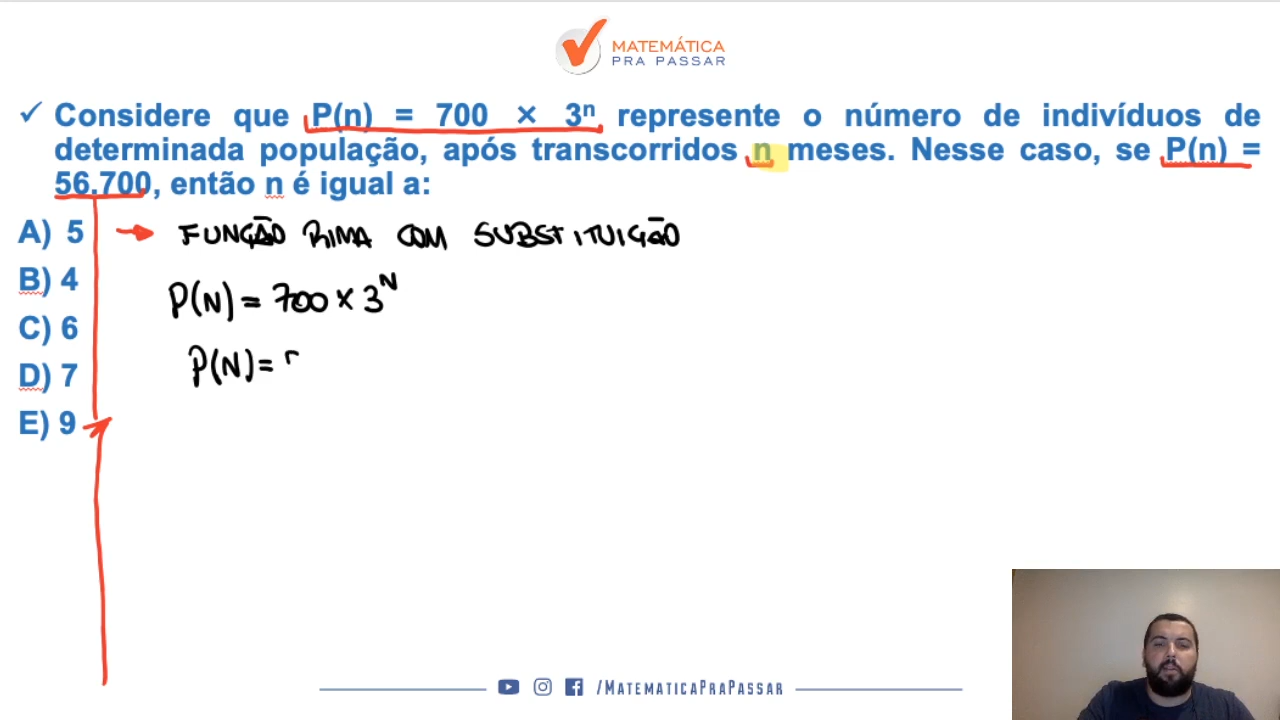 MATEMÁTICA
PRA PASSAR
✓ Considere que P(n) = 700 × 3ⁿ represente o número de indivíduos de
determinada população, após transcorridos n meses. Nesse caso, se P(n) =
56.700, então n é igual a:
A) 5
FUNÇÃO RIMA COM SUBSTITUIÇÃO
B) 4
P(N) = 700 × 3ᴺ
C) 6
D) 7
P(N) =
E) 9
/MATEMATICAPRAPASSAR